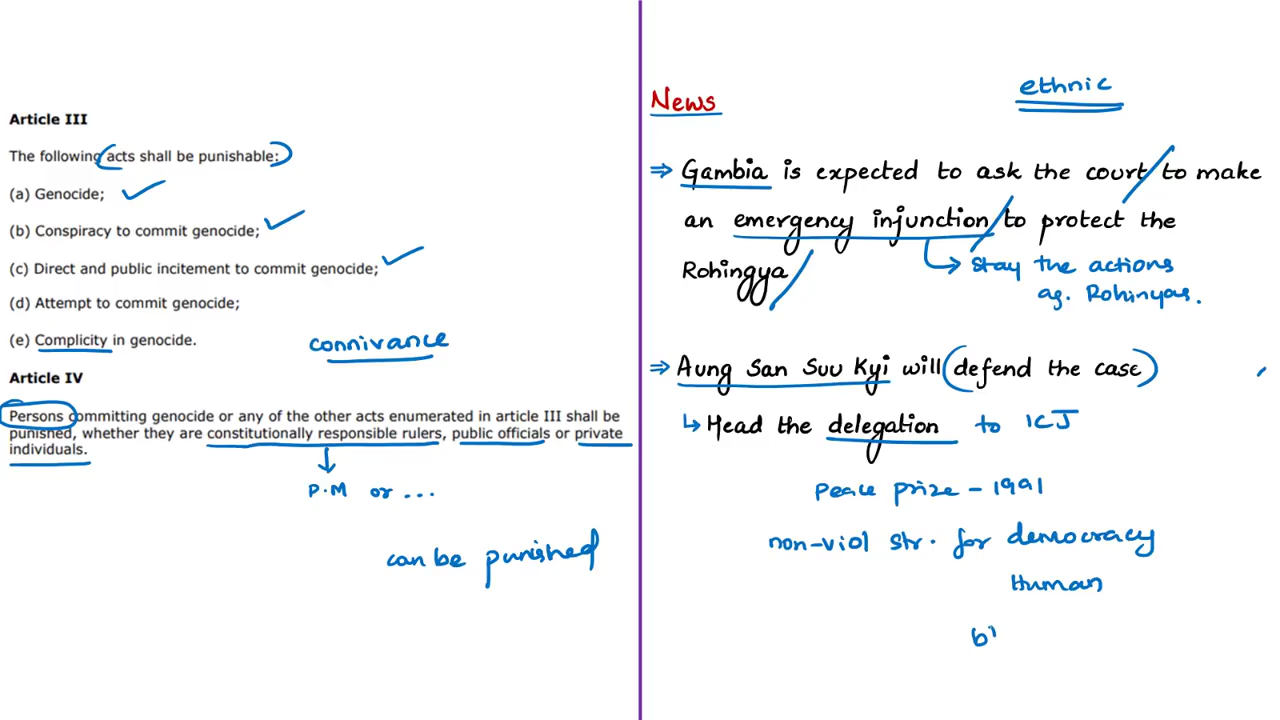 Article III
The following acts shall be punishable:
(a) Genocide;
(b) Conspiracy to commit genocide;
(c) Direct and public incitement to commit genocide;
(d) Attempt to commit genocide;
(e) Complicity in genocide.
connivance
Article IV
Persons committing genocide or any of the other acts enumerated in article III shall be
punished, whether they are constitutionally responsible rulers, public officials or private
individuals.
P.M or ...
can be punished
ethnic
News
⇒ Gambia is expected to ask the court to make
an emergency injunction to protect the
Rohingya
→ Stay the actions
ag. Rohinyas.
⇒ Aung San Suu Kyi will (defend the case)
↳ Head the delegation to ICJ
Peace prize - 1991
non-viol str. for democracy
Human